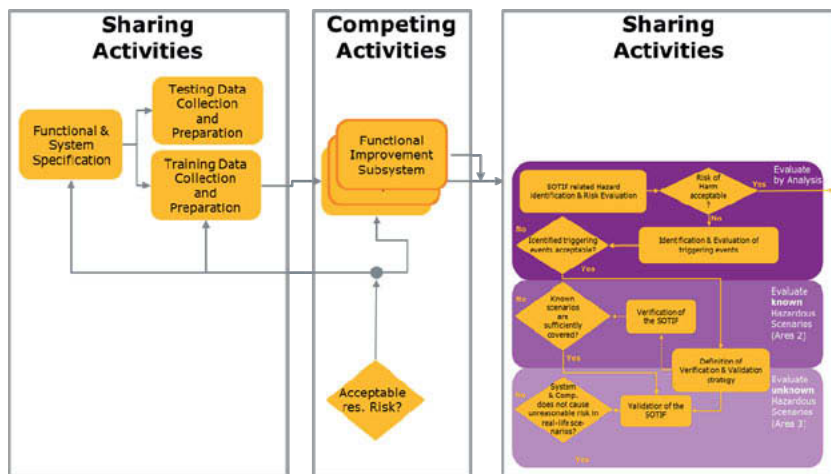 Sharing
Activities
Functional &
System
Specification
Testing Data
Collection
and
Preparation
Training Data
Collection
and
Preparation
Competing
Activities
Functional
Improvement
Subsystem
Acceptable
res. Risk?
Sharing
Activities
SOTIF related Hazard
Identification & Risk Evaluation
Risk of
Harm
acceptable
?
Yes
Evaluate
by Analysis
No
No
Identified triggering
events acceptable?
Identification & Evaluation of
triggering events
Yes
No
Known
scenarios
are
sufficiently
covered?
Verification of
the SOTIF
Evaluate
known
Hazardous
Scenarios
(Area 2)
Yes
Definition of
Verification & Validation
strategy
No
System
& Comp.
does not cause
unreasonable risk in
real-life sce-
narios?
Validation of the
SOTIF
Evaluate
unknown
Hazardous
Scenarios
(Area 3)
Yes